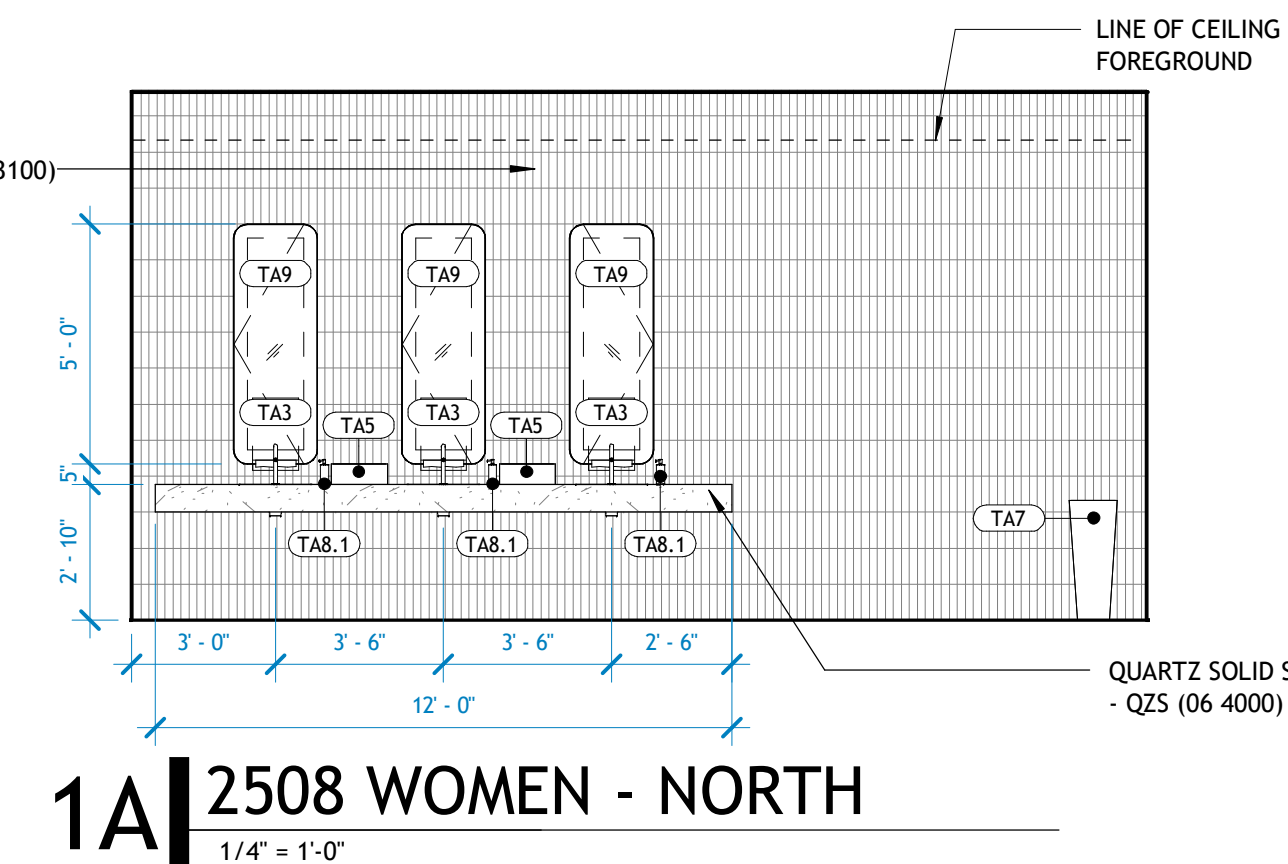 LINE OF CEILING
FOREGROUND
3100)
TA9
TA9
TA9
5' - 0"
TA3
TA3
TA3
TA5
TA5
5"
2' - 10"
TA8.1
TA8.1
TA8.1
TA7
3' - 0"
3' - 6"
3' - 6"
2' - 6"
12' - 0"
QUARTZ SOLID S
- QZS (06 4000)
1A
2508 WOMEN - NORTH
1/4" = 1'-0"